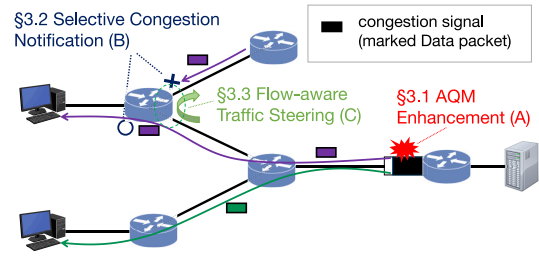 §3.2 Selective Congestion
Notification (B)
congestion signal
(marked Data packet)
§3.3 Flow-aware
Traffic Steering (C)
§3.1 AQM
Enhancement (A)